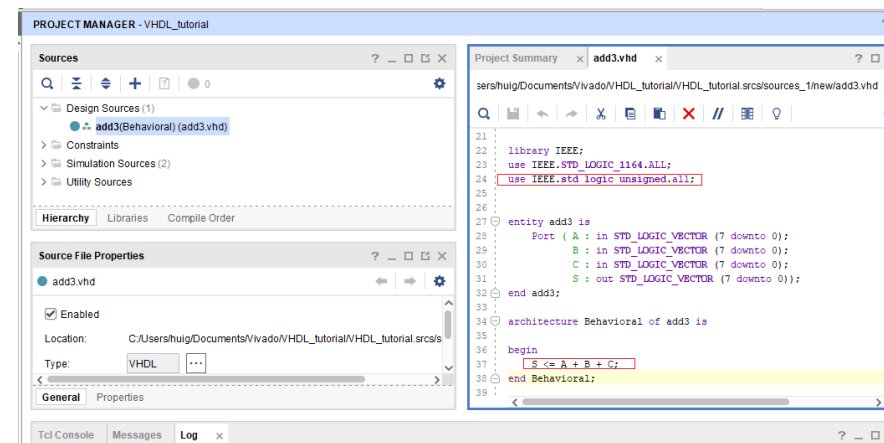 PROJECT MANAGER - VHDL_tutorial
Sources
0
Design Sources (1)
add3(Behavioral) (add3.vhd)
Constraints
Simulation Sources (2)
Utility Sources
Hierarchy Libraries Compile Order
Source File Properties
add3.vhd
Enabled
Location: C:/Users/huig/Documents/Vivado/VHDL_tutorial/VHDL_tutorial.srcs/s
Type: VHDL ...
General Properties
Project Summary × add3.vhd ×
sers/huig/Documents/Vivado/VHDL_tutorial/VHDL_tutorial.srcs/sources_1/new/add3.vhd
21
22 library IEEE;
23 use IEEE.STD_LOGIC_1164.ALL;
24 use IEEE.std logic unsigned.all;
25
26
27 entity add3 is
28 Port ( A : in STD_LOGIC_VECTOR (7 downto 0);
29 B : in STD_LOGIC_VECTOR (7 downto 0);
30 C : in STD_LOGIC_VECTOR (7 downto 0);
31 S : out STD_LOGIC_VECTOR (7 downto 0));
32 end add3;
33
34 architecture Behavioral of add3 is
35
36 begin
37 S <= A + B + C;
38 end Behavioral;
39
Tcl Console Messages Log ×